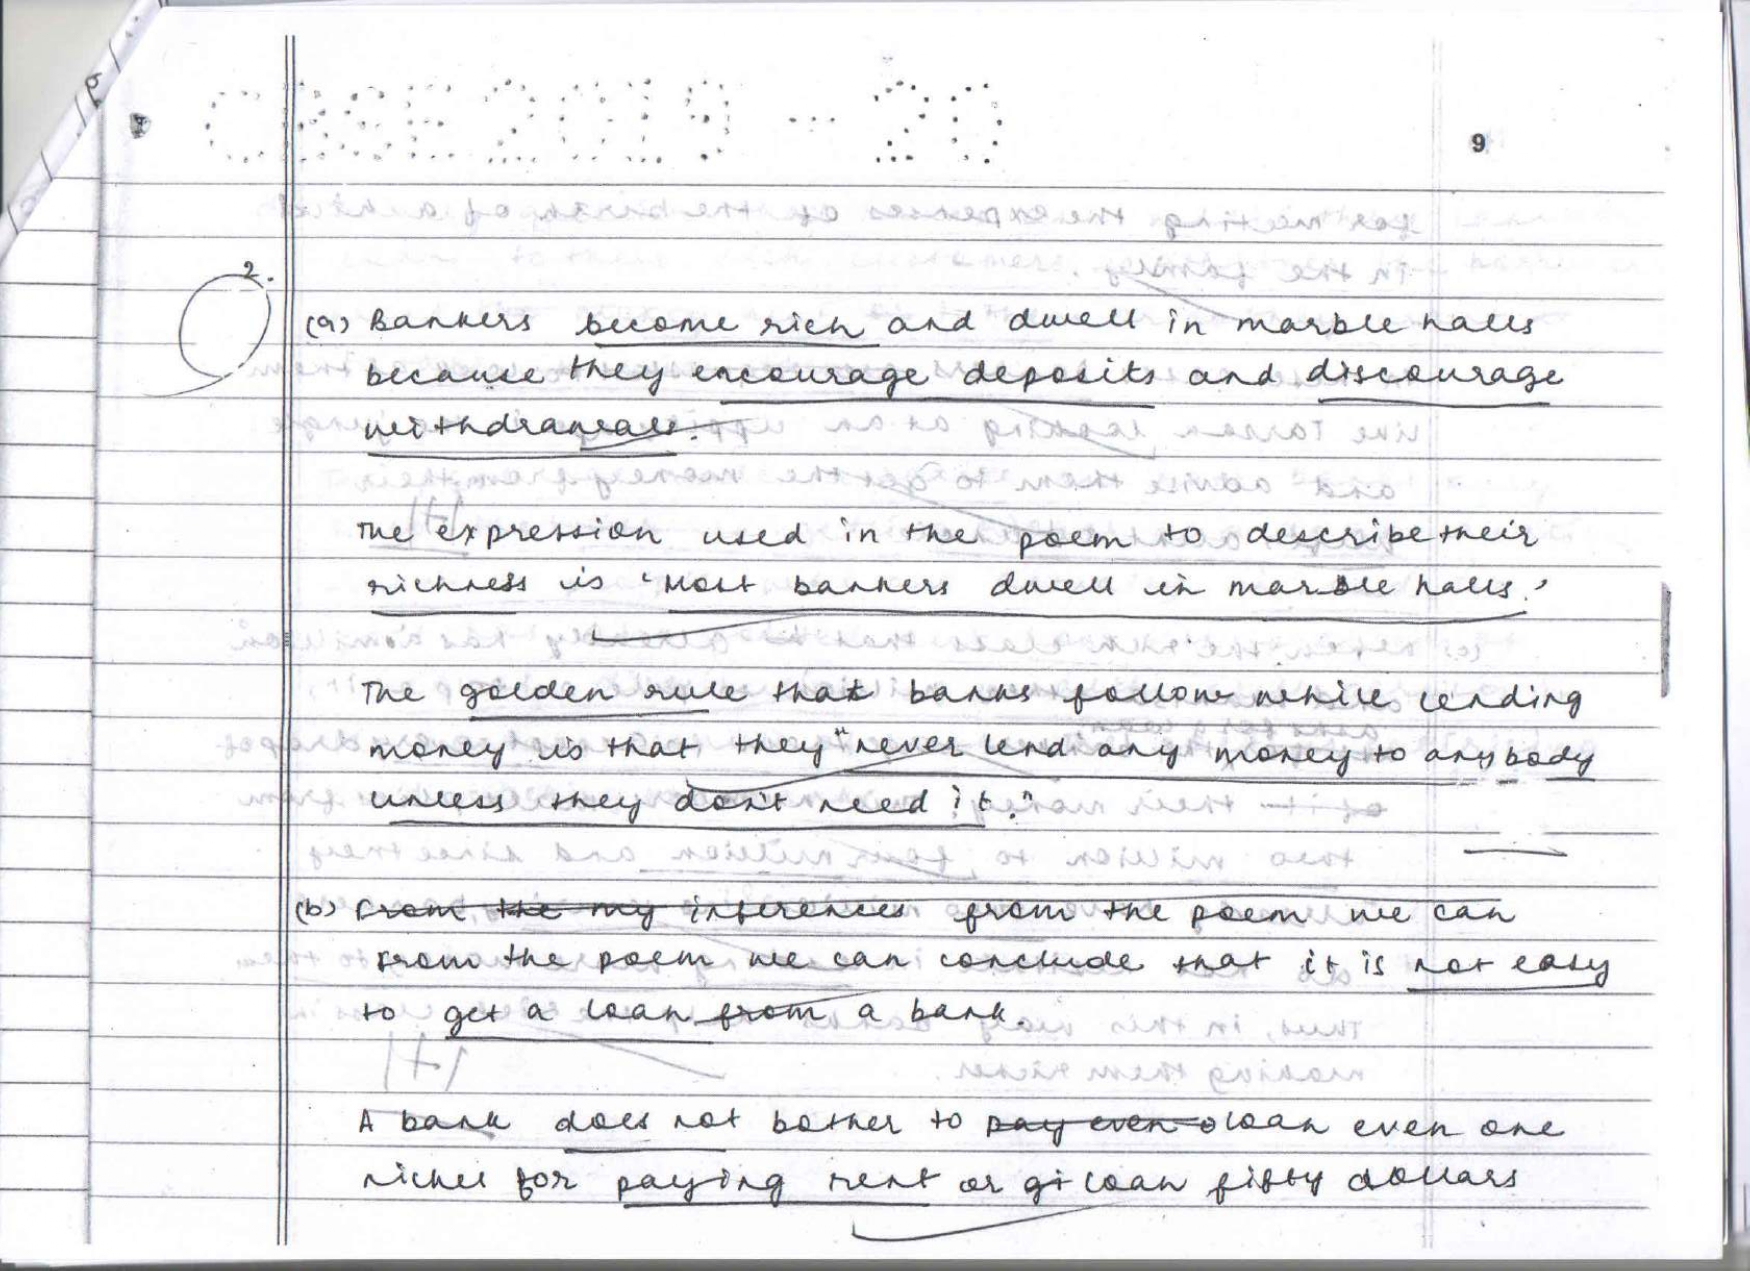 CBSE 2019 - 20
9
2.
(a) Bankers become rich and dwell in marble halls
because they encourage deposits and discourage
withdrawals.
The expression used in the poem to describe their
richness is 'Most bankers dwell in marble halls.'
The golden rule that banks follow while lending
money is that they "never lend any money to anybody
unless they don't need it."
(b) From the my inferences from the poem we can
From the poem we can conclude that it is not easy
to get a loan from a bank.
A bank does not bother to pay even o loan even one
nickel for paying rent or gi loan fifty dollars